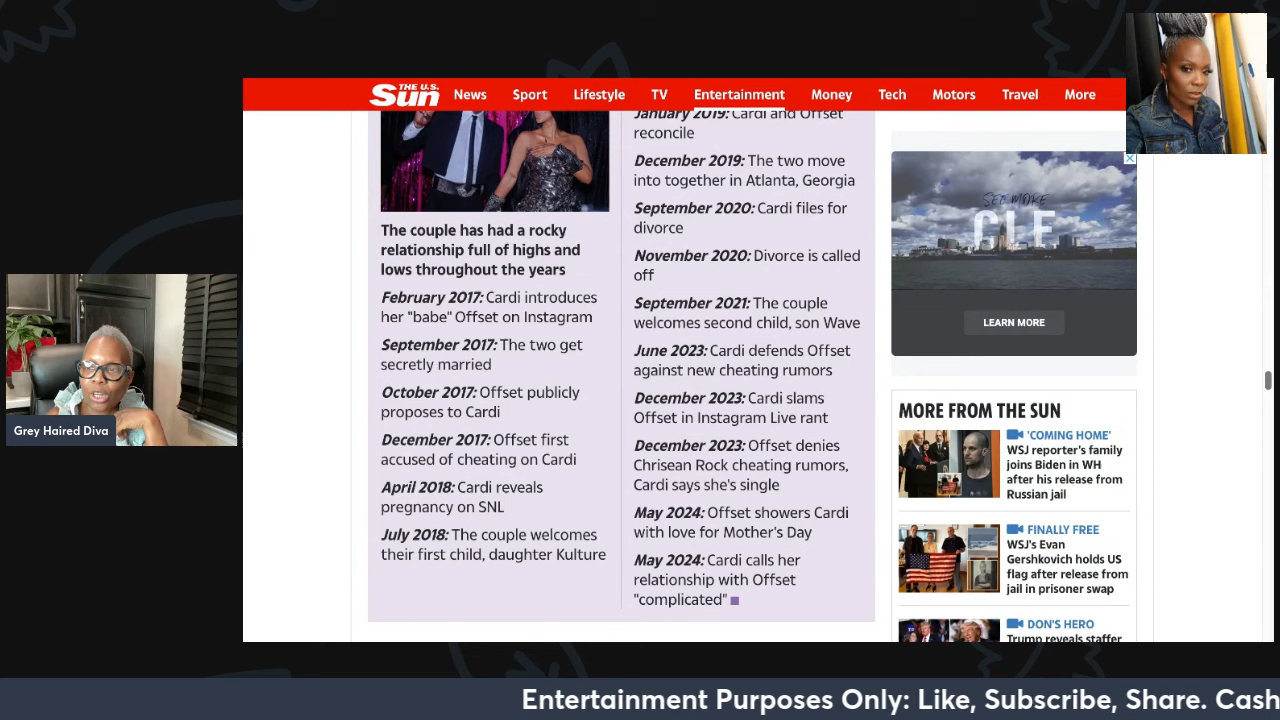 THE U.S.
Sun
News Sport Lifestyle TV Entertainment Money Tech Motors Travel More
The couple has had a rocky
relationship full of highs and
lows throughout the years
February 2017: Cardi introduces
her "babe" Offset on Instagram
September 2017: The two get
secretly married
October 2017: Offset publicly
proposes to Cardi
December 2017: Offset first
accused of cheating on Cardi
April 2018: Cardi reveals
pregnancy on SNL
July 2018: The couple welcomes
their first child, daughter Kulture
January 2019: Cardi and Offset
reconcile
December 2019: The two move
into together in Atlanta, Georgia
September 2020: Cardi files for
divorce
November 2020: Divorce is called
off
September 2021: The couple
welcomes second child, son Wave
June 2023: Cardi defends Offset
against new cheating rumors
December 2023: Cardi slams
Offset in Instagram Live rant
December 2023: Offset denies
Chrisean Rock cheating rumors,
Cardi says she's single
May 2024: Offset showers Cardi
with love for Mother's Day
May 2024: Cardi calls her
relationship with Offset
"complicated"
SEE MORE
CLE
LEARN MORE
MORE FROM THE SUN
'COMING HOME'
WSJ reporter's family
joins Biden in WH
after his release from
Russian jail
FINALLY FREE
WSJ's Evan
Gershkovich holds US
flag after release from
jail in prisoner swap
DON'S HERO
Trump reveals staffer
Grey Haired Diva
Entertainment Purposes Only: Like, Subscribe, Share. Cash